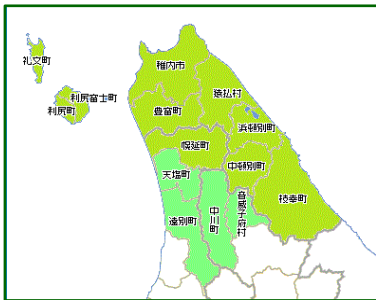 礼文町
利尻富士町
利尻町
稚内市
猿払村
豊富町
浜頓別町
幌延町
中頓別町
天塩町
枝幸町
音威子府村
中川町
遠別町